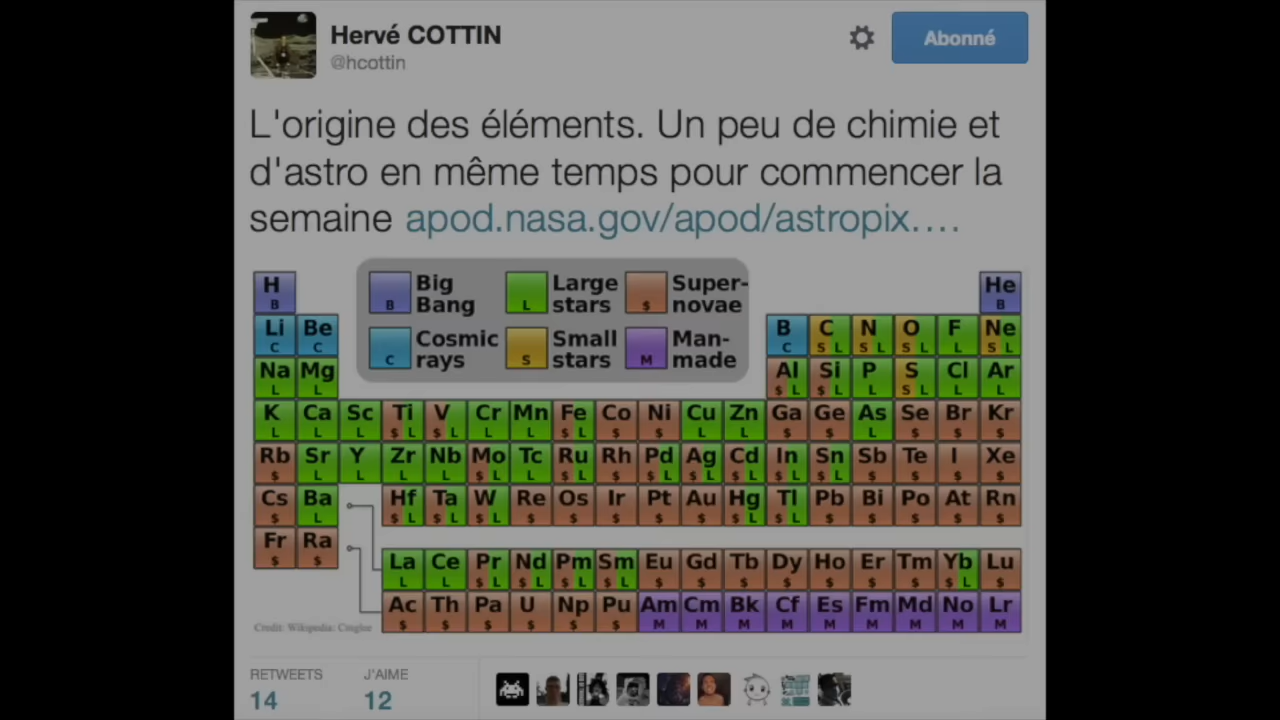 Hervé COTTIN
@hcottin
Abonné
L'origine des éléments. Un peu de chimie et
d'astro en même temps pour commencer la
semaine apod.nasa.gov/apod/astropix....
B Big Bang L Large stars $ Super-novae
C Cosmic rays S Small stars M Man-made
H He
B B
Li Be B C N O F Ne
C C C S L S L S L L S L
Na Mg Al Si P S Cl Ar
L L $ L $ L L S L L L
K Ca Sc Ti V Cr Mn Fe Co Ni Cu Zn Ga Ge As Se Br Kr
L L L $ L $ L L L $ L $ $ L L $ $ L $ $ $
Rb Sr Y Zr Nb Mo Tc Ru Rh Pd Ag Cd In Sn Sb Te I Xe
$ L L L L $ L L $ L $ $ L $ L $ L $ L $ L $ $ $ $
Cs Ba Hf Ta W Re Os Ir Pt Au Hg Tl Pb Bi Po At Rn
$ L $ L $ L $ L $ $ $ $ $ $ L $ L $ $ $ $ $
Fr Ra
$ $
La Ce Pr Nd Pm Sm Eu Gd Tb Dy Ho Er Tm Yb Lu
L L $ L $ L $ L $ L $ $ $ $ $ $ $ $ L $
Ac Th Pa U Np Pu Am Cm Bk Cf Es Fm Md No Lr
$ $ $ $ $ $ M M M M M M M M M
Credit: Wikipedia: Cmglee
RETWEETS J'AIME
14 12